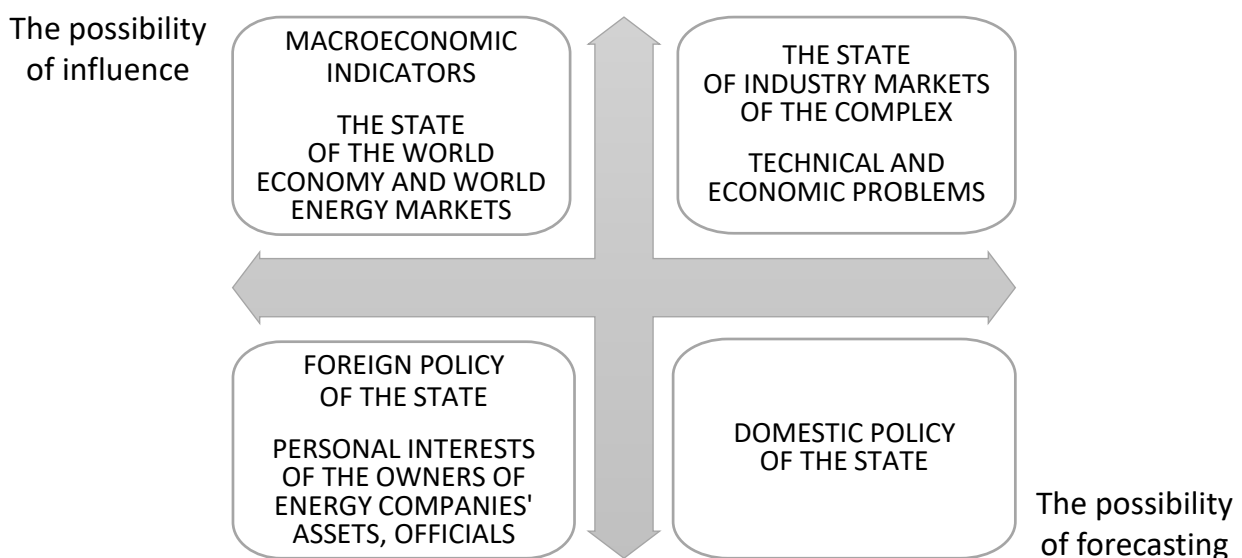 The possibility
of influence
MACROECONOMIC
INDICATORS
THE STATE
OF THE WORLD
ECONOMY AND WORLD
ENERGY MARKETS
THE STATE
OF INDUSTRY MARKETS
OF THE COMPLEX
TECHNICAL AND
ECONOMIC PROBLEMS
FOREIGN POLICY
OF THE STATE
PERSONAL INTERESTS
OF THE OWNERS OF
ENERGY COMPANIES'
ASSETS, OFFICIALS
DOMESTIC POLICY
OF THE STATE
The possibility
of forecasting